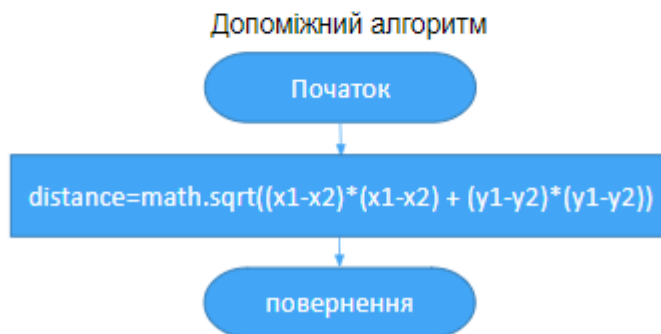 Допоміжний алгоритм
Початок
distance=math.sqrt((x1-x2)*(x1-x2) + (y1-y2)*(y1-y2))
повернення